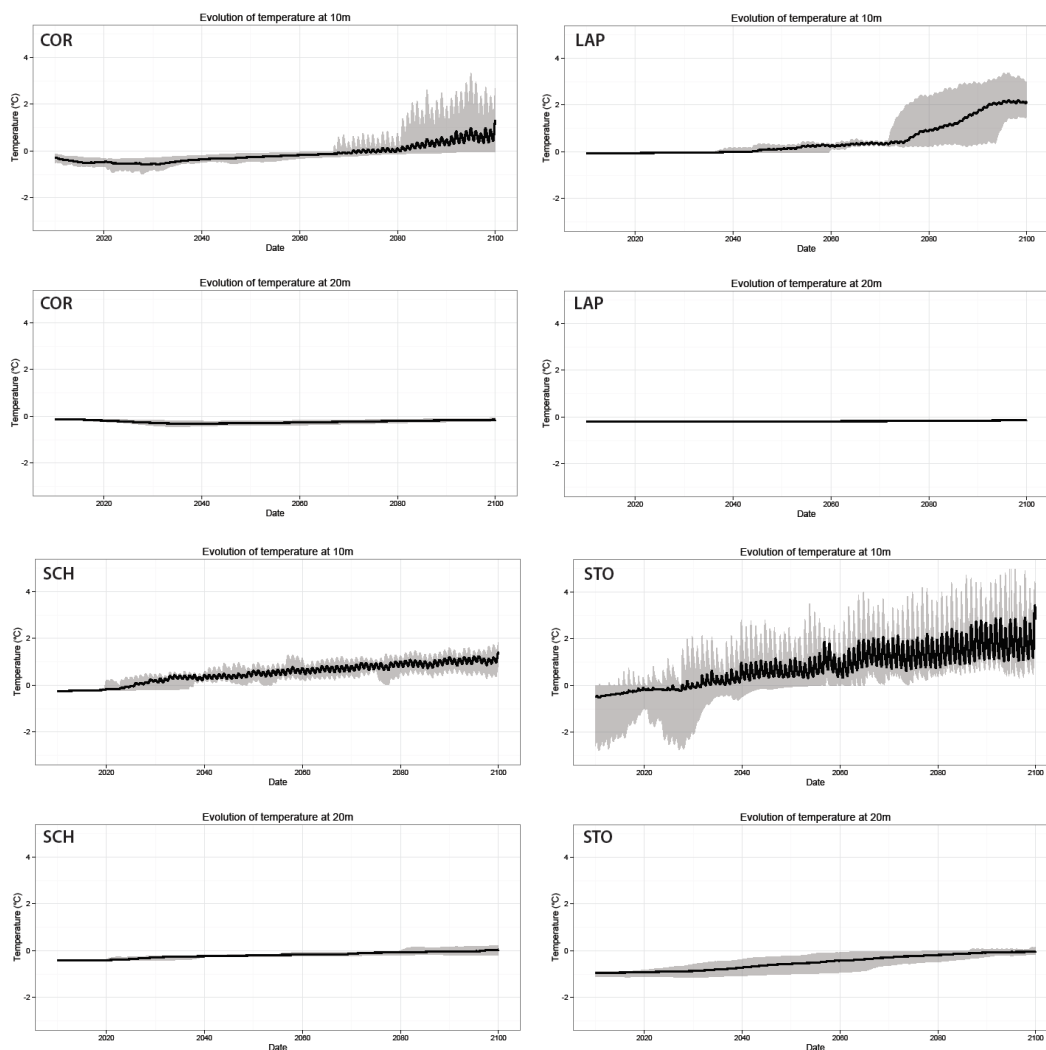 Evolution of temperature at 10m
COR
Temperature (°C)
4
2
0
-2
2020 2040 2060 2080 2100
Date
Evolution of temperature at 10m
LAP
Temperature (°C)
4
2
0
-2
2020 2040 2060 2080 2100
Date
Evolution of temperature at 20m
COR
Temperature (°C)
4
2
0
-2
2020 2040 2060 2080 2100
Date
Evolution of temperature at 20m
LAP
Temperature (°C)
4
2
0
-2
2020 2040 2060 2080 2100
Date
Evolution of temperature at 10m
SCH
Temperature (°C)
4
2
0
-2
2020 2040 2060 2080 2100
Date
Evolution of temperature at 10m
STO
Temperature (°C)
4
2
0
-2
2020 2040 2060 2080 2100
Date
Evolution of temperature at 20m
SCH
Temperature (°C)
4
2
0
-2
2020 2040 2060 2080 2100
Date
Evolution of temperature at 20m
STO
Temperature (°C)
4
2
0
-2
2020 2040 2060 2080 2100
Date